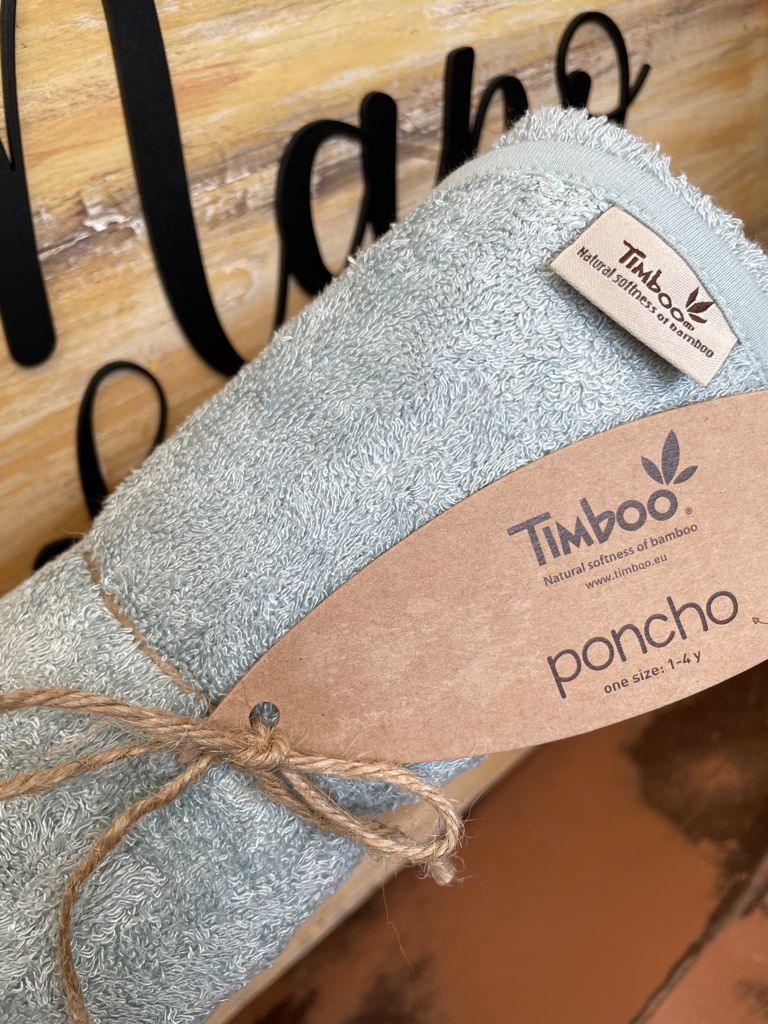 Timboo
Natural softness of bamboo
TIMBOO®
Natural softness of bamboo
www.timboo.eu
poncho
one size: 1-4 y